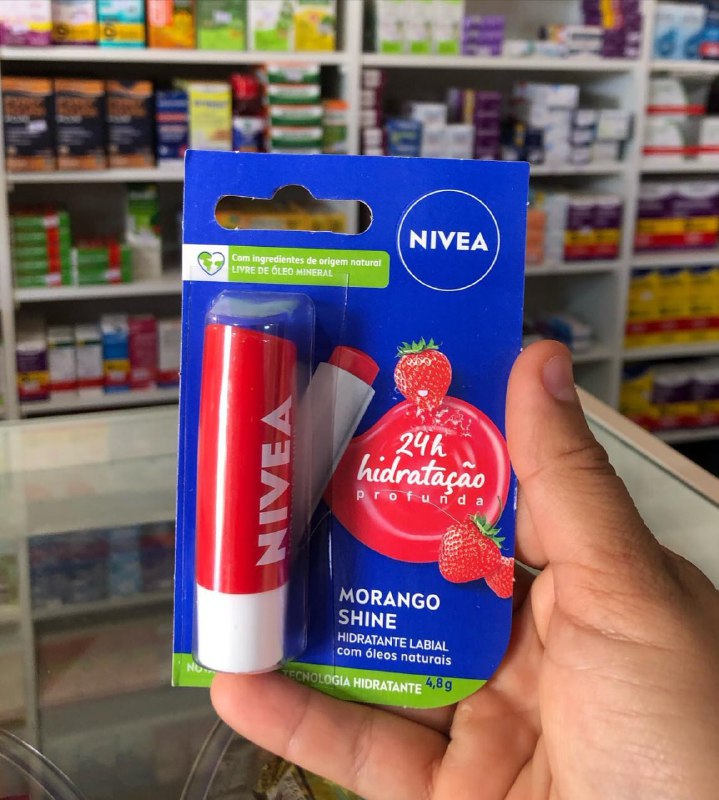 NIVEA
Com ingredientes de origem natural
LIVRE DE ÓLEO MINERAL
NIVEA
24h
hidratação
profunda
MORANGO
SHINE
HIDRATANTE LABIAL
com óleos naturais
TECNOLOGIA HIDRATANTE 4,8g